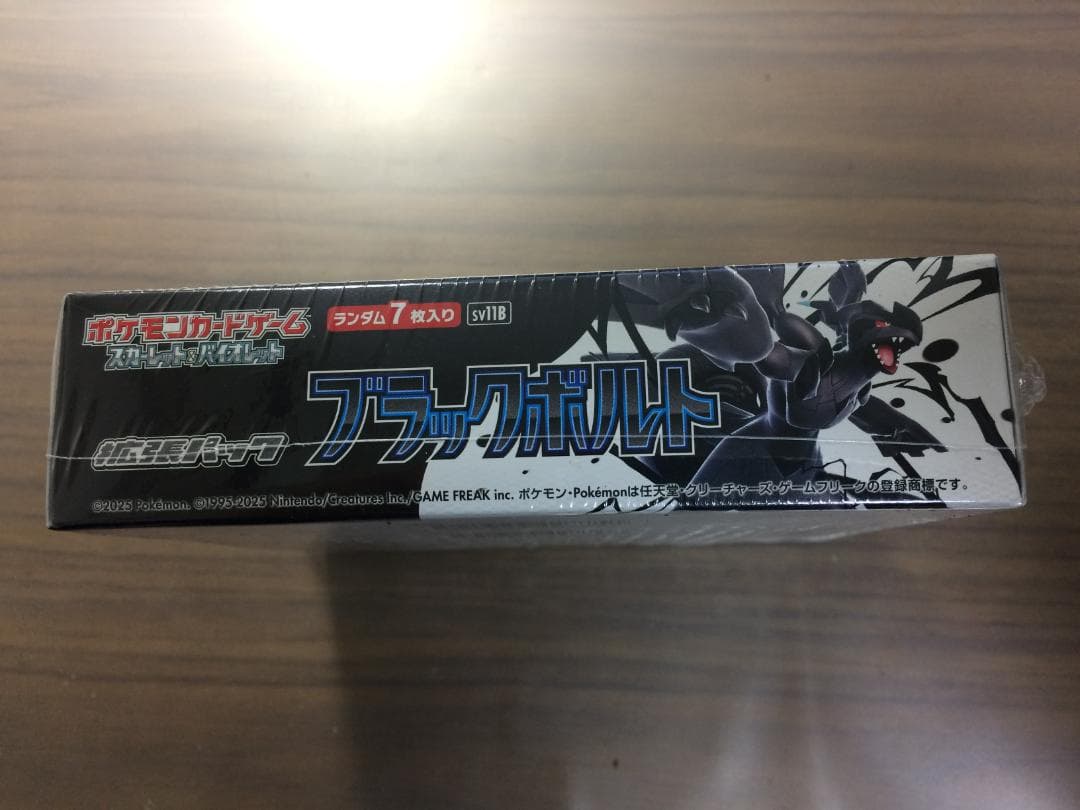 ポケモンカードゲーム
スカーレット&バイオレット
ランダム7枚入り
sv11B
拡張パック
ブラックボルト
©2025 Pokémon. ©1995-2025 Nintendo/Creatures Inc./GAME FREAK inc. ポケモン・Pokémonは任天堂・クリーチャーズ・ゲームフリークの登録商標です。